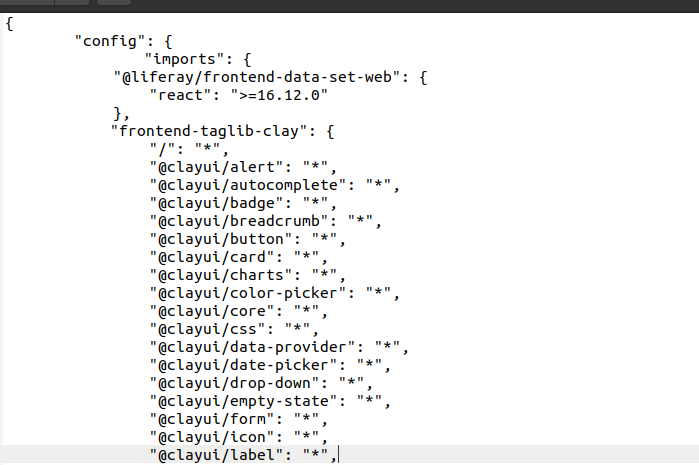 {
"config": {
"imports": {
"@liferay/frontend-data-set-web": {
"react": ">=16.12.0"
},
"frontend-taglib-clay": {
"/": "*",
"@clayui/alert": "*",
"@clayui/autocomplete": "*",
"@clayui/badge": "*",
"@clayui/breadcrumb": "*",
"@clayui/button": "*",
"@clayui/card": "*",
"@clayui/charts": "*",
"@clayui/color-picker": "*",
"@clayui/core": "*",
"@clayui/css": "*",
"@clayui/data-provider": "*",
"@clayui/date-picker": "*",
"@clayui/drop-down": "*",
"@clayui/empty-state": "*",
"@clayui/form": "*",
"@clayui/icon": "*",
"@clayui/label": "*",